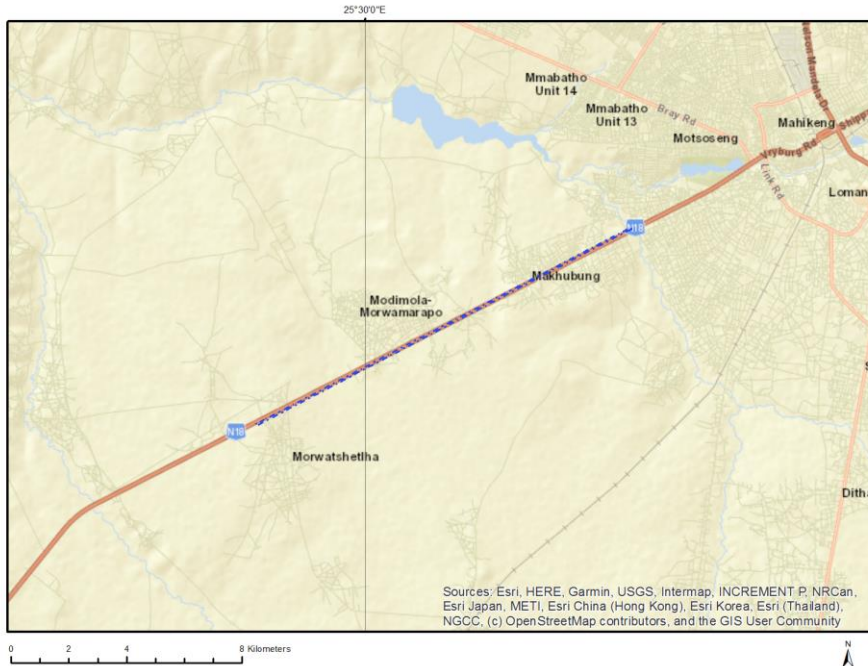 25°30'0"E
Nelson Mandela Dr
Mmabatho
Unit 14
Mmabatho
Unit 13
Bray Rd
Mahikeng
Motsoseng
Vryburg Rd
Link Rd
Loman
N18
Makhubung
Modimola-
Morwamarapo
N18
Morwatshetlha
Ditha
Sources: Esri, HERE, Garmin, USGS, Intermap, INCREMENT P, NRCan,
Esri Japan, METI, Esri China (Hong Kong), Esri Korea, Esri (Thailand),
NGCC, (c) OpenStreetMap contributors, and the GIS User Community
0 2 4 8 Kilometers
N